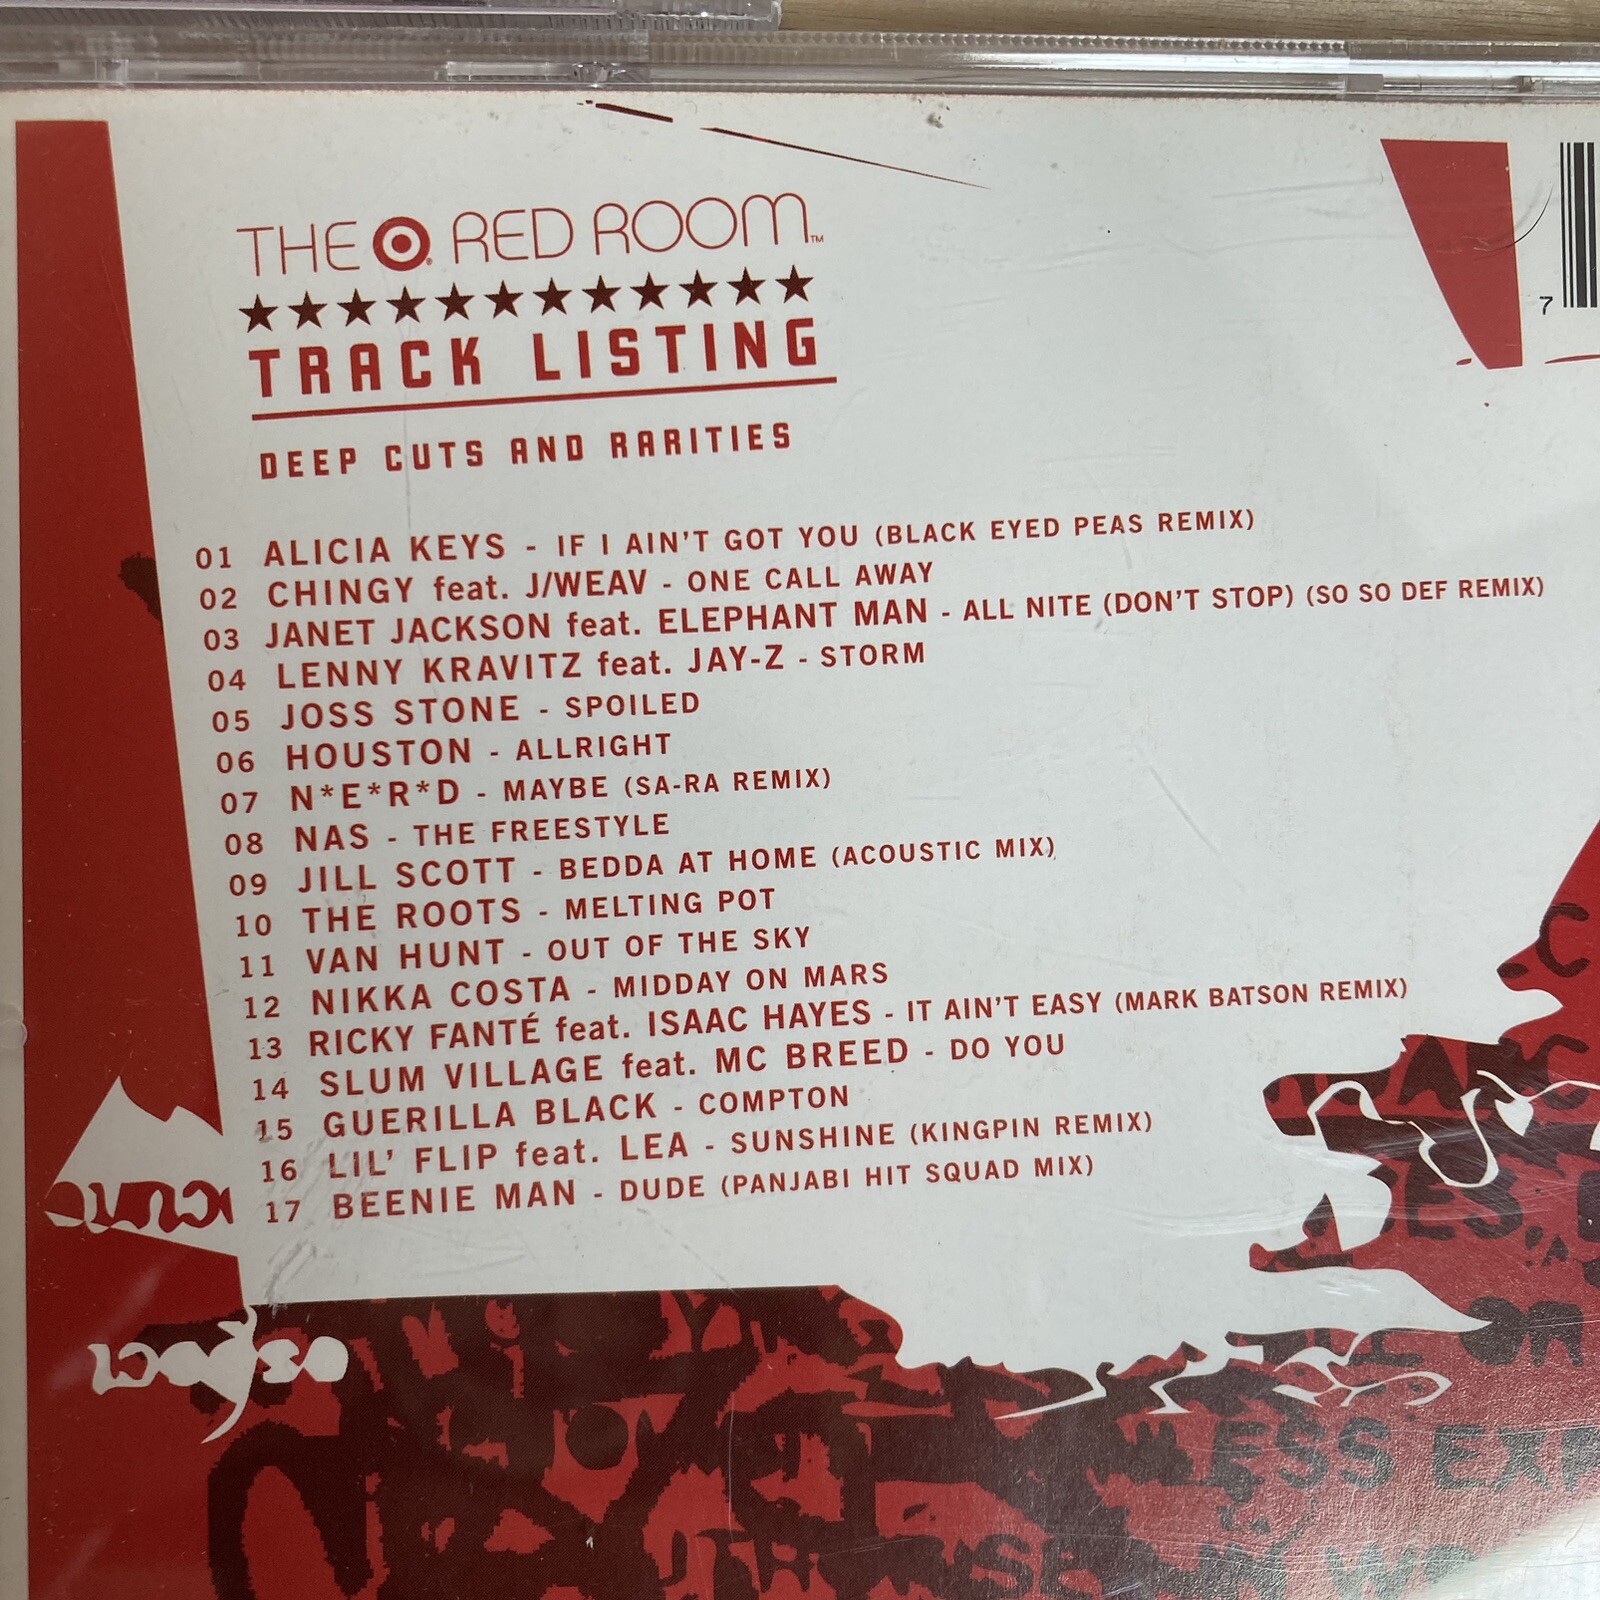 THE RED ROOM™
TRACK LISTING
DEEP CUTS AND RARITIES
01 ALICIA KEYS - IF I AIN'T GOT YOU (BLACK EYED PEAS REMIX)
02 CHINGY feat. J/WEAV - ONE CALL AWAY
03 JANET JACKSON feat. ELEPHANT MAN - ALL NITE (DON'T STOP) (SO SO DEF REMIX)
04 LENNY KRAVITZ feat. JAY-Z - STORM
05 JOSS STONE - SPOILED
06 HOUSTON - ALLRIGHT
07 N*E*R*D - MAYBE (SA-RA REMIX)
08 NAS - THE FREESTYLE
09 JILL SCOTT - BEDDA AT HOME (ACOUSTIC MIX)
10 THE ROOTS - MELTING POT
11 VAN HUNT - OUT OF THE SKY
12 NIKKA COSTA - MIDDAY ON MARS
13 RICKY FANTÉ feat. ISAAC HAYES - IT AIN'T EASY (MARK BATSON REMIX)
14 SLUM VILLAGE feat. MC BREED - DO YOU
15 GUERILLA BLACK - COMPTON
16 LIL' FLIP feat. LEA - SUNSHINE (KINGPIN REMIX)
17 BEENIE MAN - DUDE (PANJABI HIT SQUAD MIX)
7